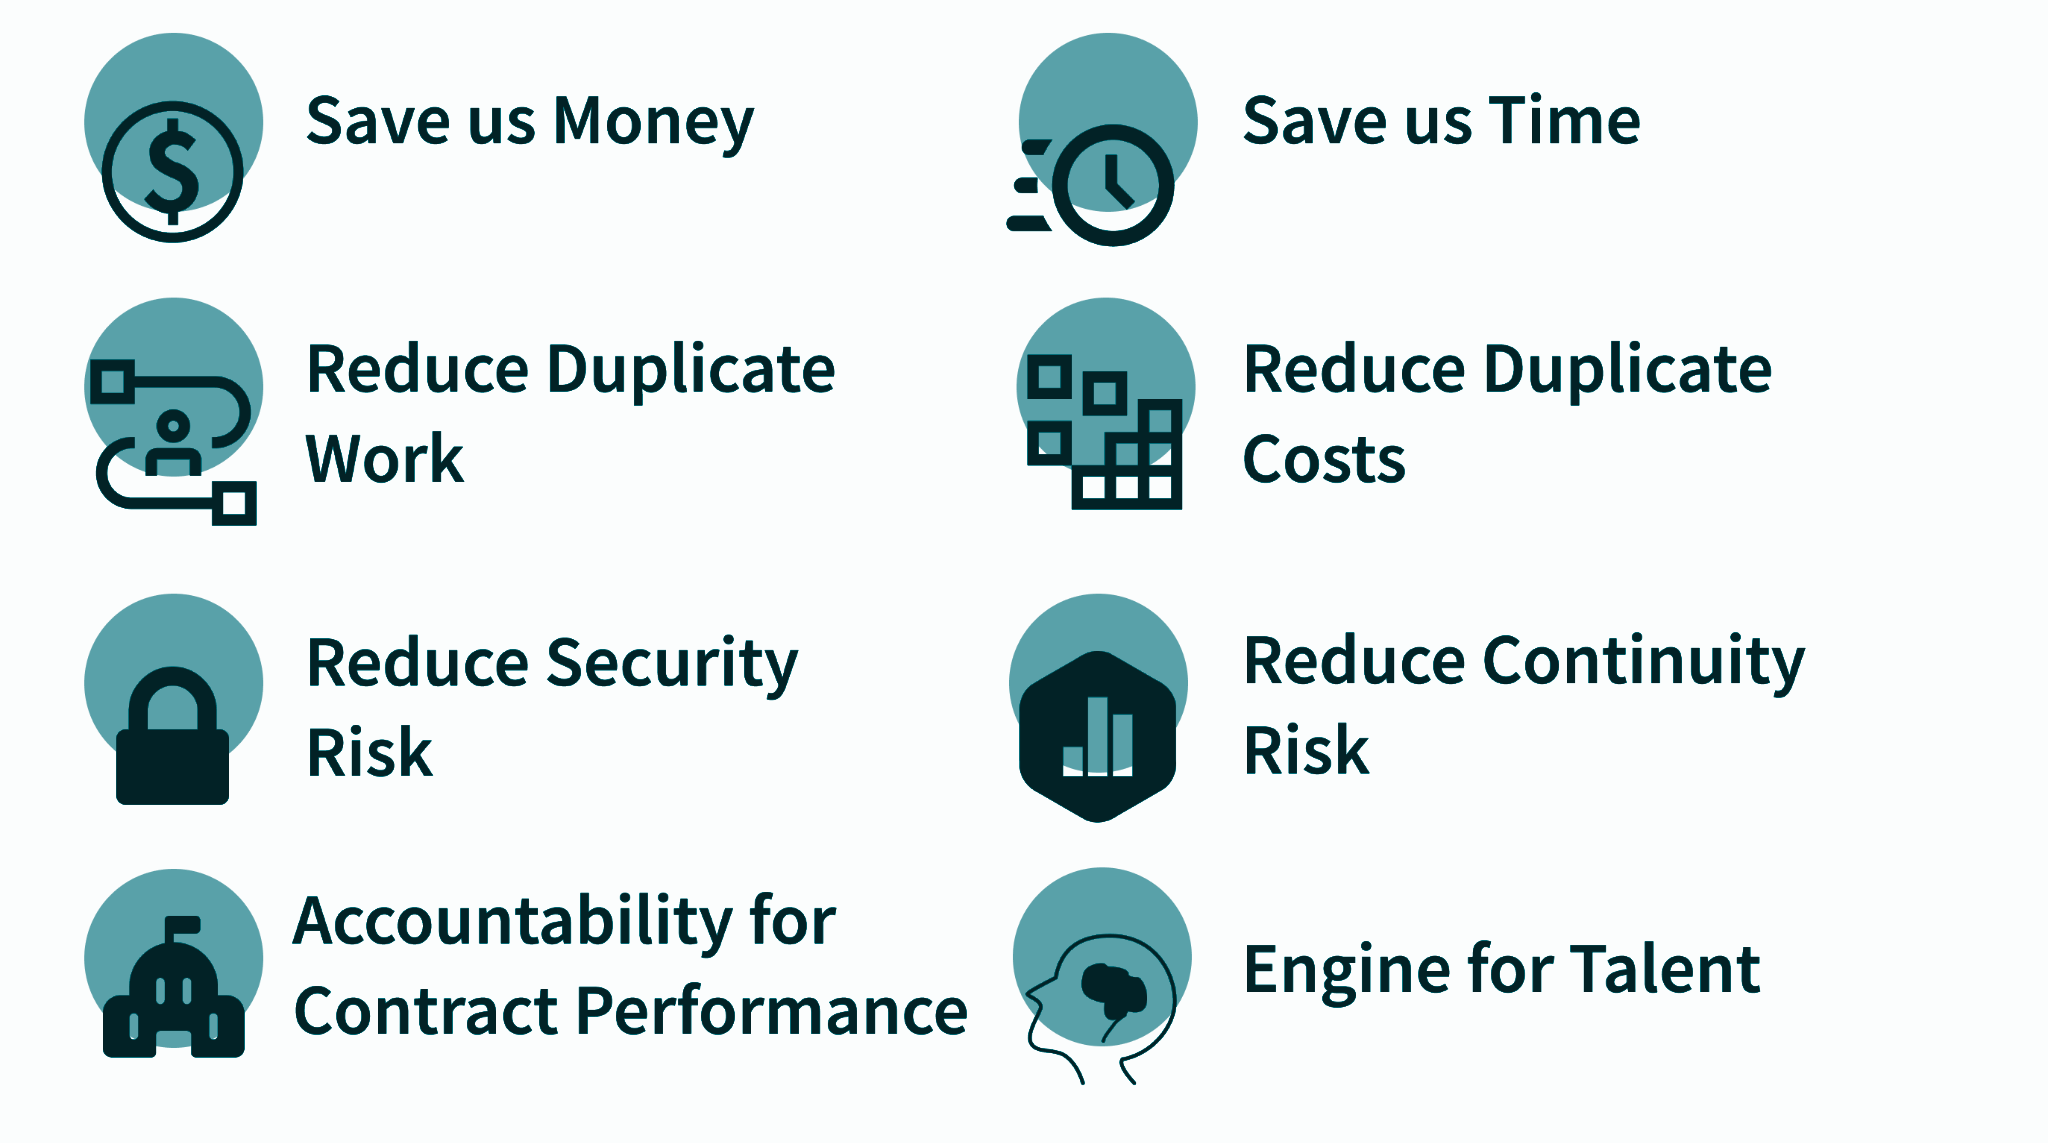 Save us Money
Save us Time
Reduce Duplicate
Work
Reduce Duplicate
Costs
Reduce Security
Risk
Reduce Continuity
Risk
Accountability for
Contract Performance
Engine for Talent